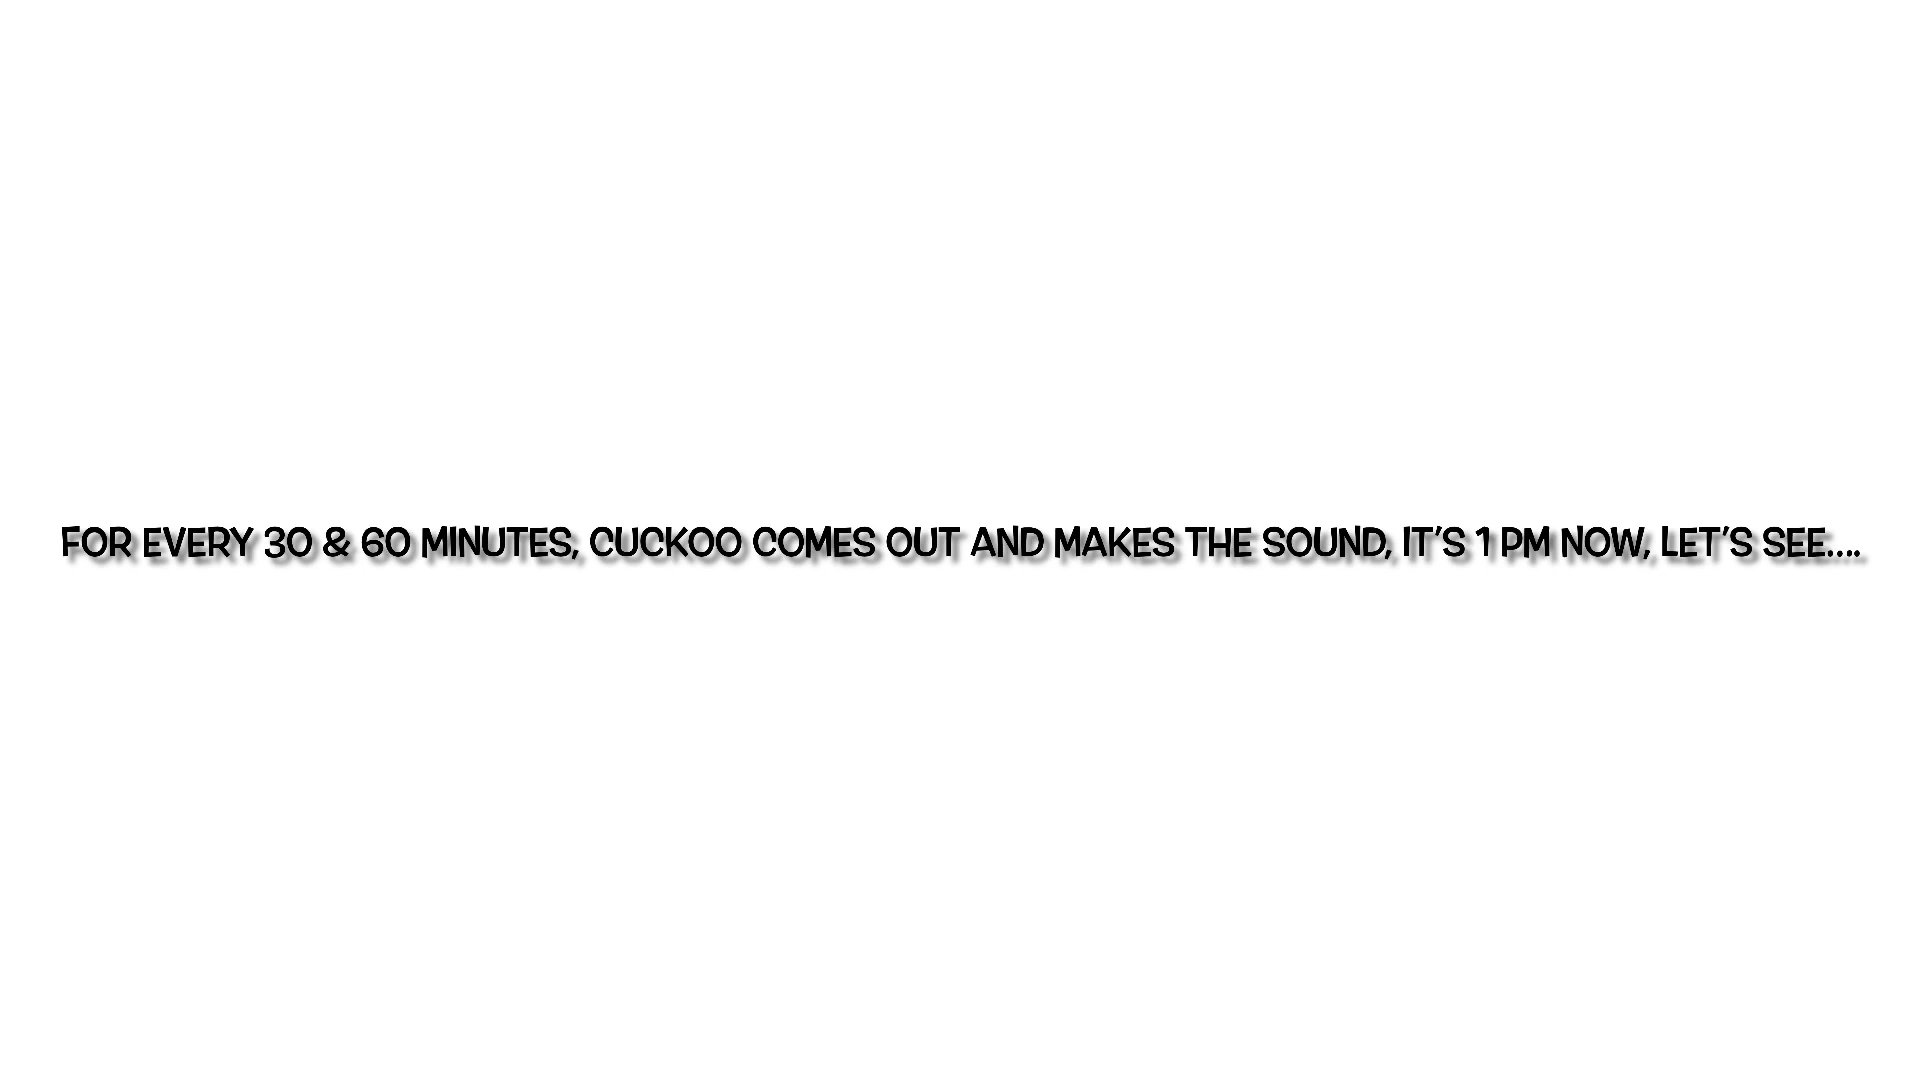 FOR EVERY 30 & 60 MINUTES, CUCKOO COMES OUT AND MAKES THE SOUND, IT'S 1 PM NOW, LET'S SEE....